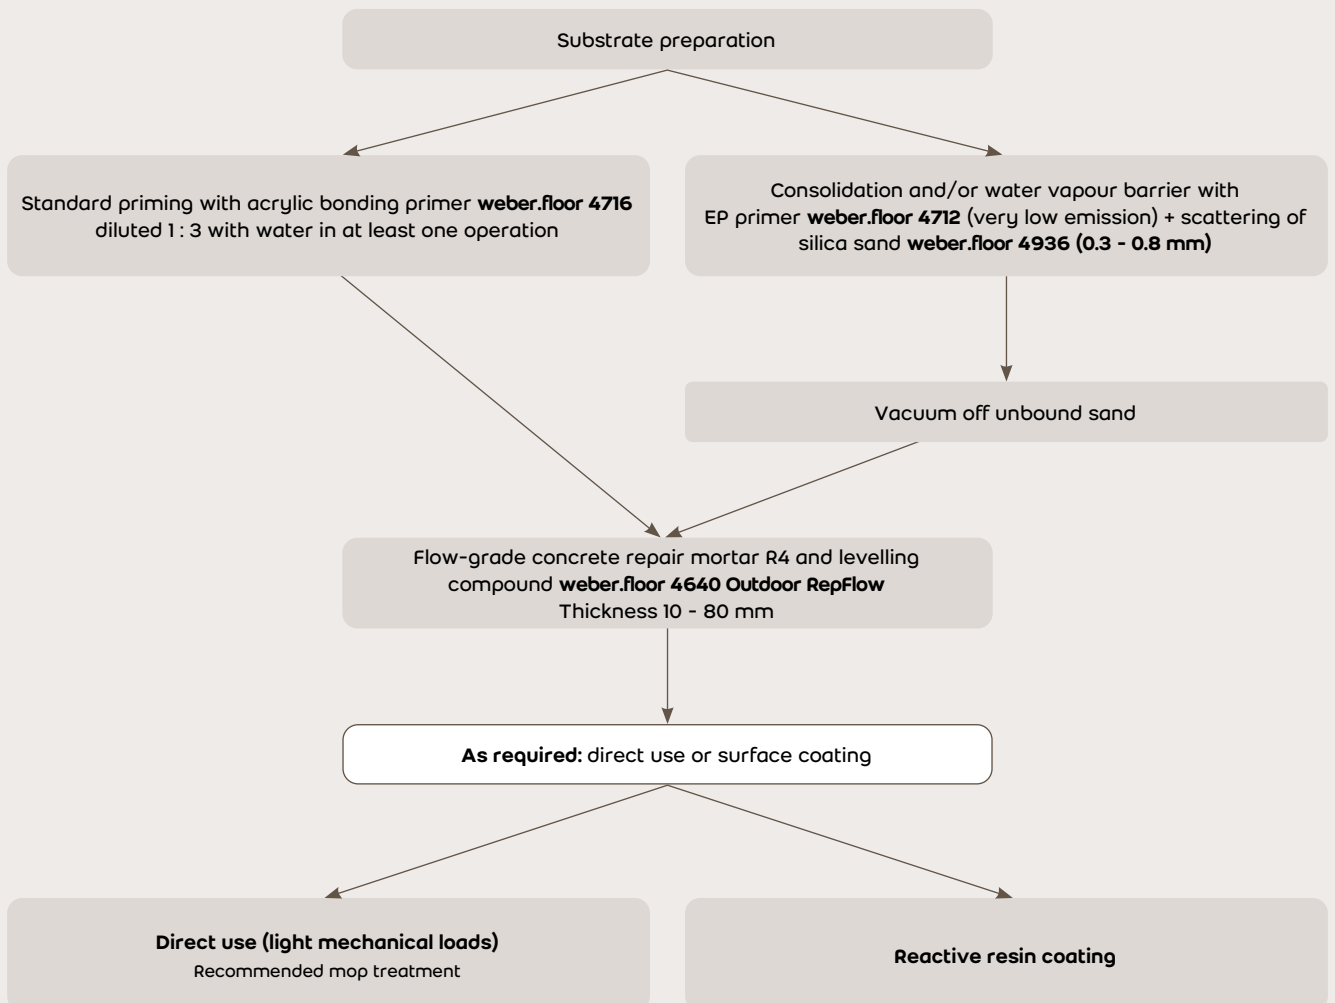 Substrate preparation
Standard priming with acrylic bonding primer weber.floor 4716
diluted 1 : 3 with water in at least one operation
Consolidation and/or water vapour barrier with
EP primer weber.floor 4712 (very low emission) + scattering of
silica sand weber.floor 4936 (0.3 - 0.8 mm)
Vacuum off unbound sand
Flow-grade concrete repair mortar R4 and levelling
compound weber.floor 4640 Outdoor RepFlow
Thickness 10 - 80 mm
As required: direct use or surface coating
Direct use (light mechanical loads)
Recommended mop treatment
Reactive resin coating